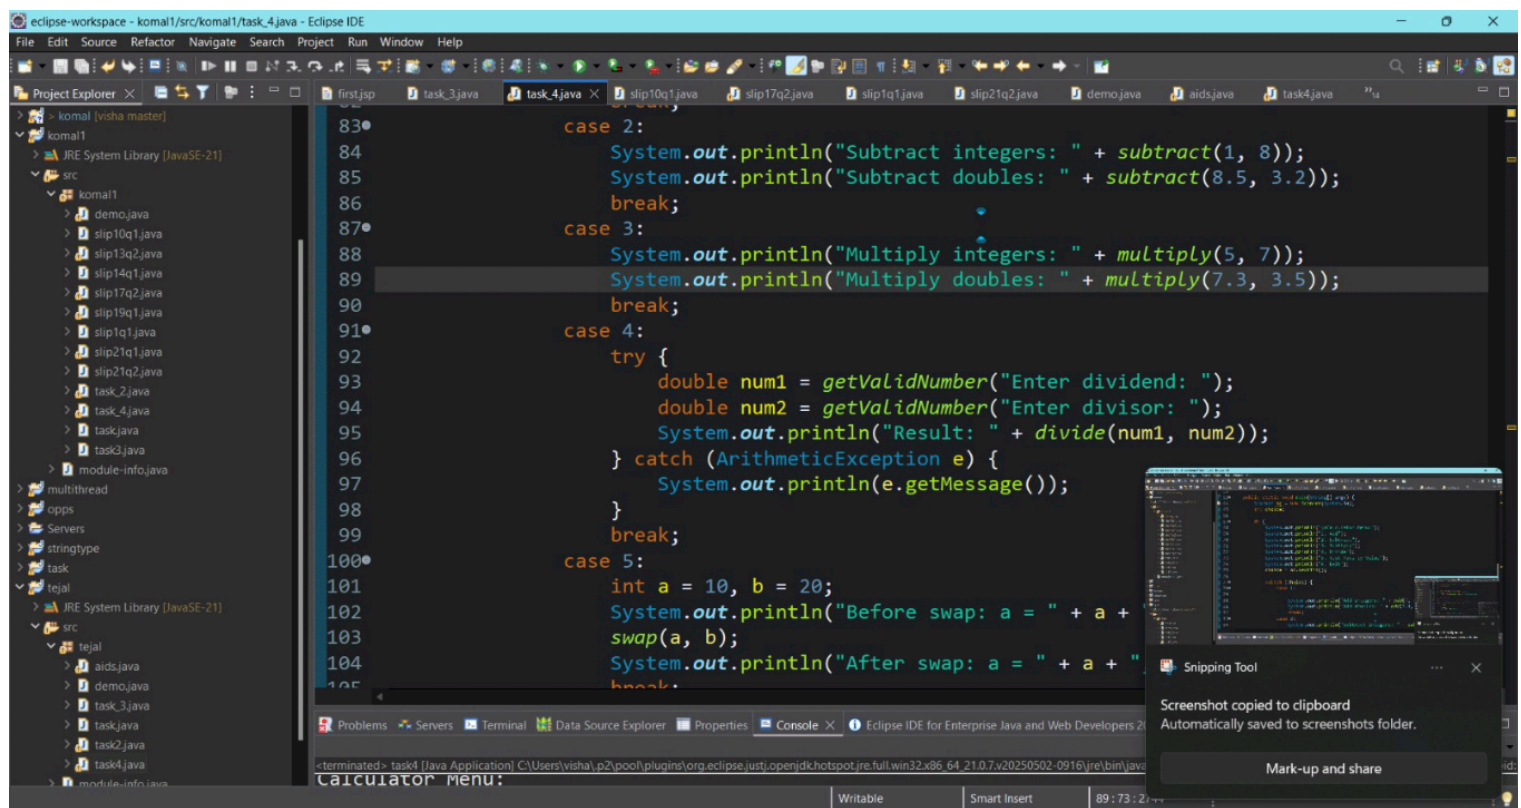 eclipse-workspace - komal1/src/komal1/task_4.java - Eclipse IDE
File Edit Source Refactor Navigate Search Project Run Window Help
Project Explorer
first.jsp task_3.java task_4.java slip10q1.java slip17q2.java slip1q1.java slip21q2.java demo.java aids.java task4.java
> komal [visha master]
komal1
JRE System Library [JavaSE-21]
src
komal1
demo.java
slip10q1.java
slip13q2.java
slip14q1.java
slip17q2.java
slip19q1.java
slip1q1.java
slip21q1.java
slip21q2.java
task_2.java
task_4.java
task.java
task3.java
module-info.java
multithread
opps
Servers
stringtype
task
tejal
JRE System Library [JavaSE-21]
src
tejal
aids.java
demo.java
task_3.java
task.java
task2.java
task4.java
module-info.java
82 break;
83 case 2:
84 System.out.println("Subtract integers: " + subtract(1, 8));
85 System.out.println("Subtract doubles: " + subtract(8.5, 3.2));
86 break;
87 case 3:
88 System.out.println("Multiply integers: " + multiply(5, 7));
89 System.out.println("Multiply doubles: " + multiply(7.3, 3.5));
90 break;
91 case 4:
92 try {
93 double num1 = getValidNumber("Enter dividend: ");
94 double num2 = getValidNumber("Enter divisor: ");
95 System.out.println("Result: " + divide(num1, num2));
96 } catch (ArithmeticException e) {
97 System.out.println(e.getMessage());
98 }
99 break;
100 case 5:
101 int a = 10, b = 20;
102 System.out.println("Before swap: a = " + a + "
103 swap(a, b);
104 System.out.println("After swap: a = " + a + "
105 break;
Problems Servers Terminal Data Source Explorer Properties Console Eclipse IDE for Enterprise Java and Web Developers
<terminated> task4 [Java Application] C:\Users\visha\.p2\pool\plugins\org.eclipse.justj.openjdk.hotspot.jre.full.win32.x86_64_21.0.7.v20250502-0916\jre\bin\java
Calculator Menu:
Writable Smart Insert 89 : 73 :
Snipping Tool
Screenshot copied to clipboard
Automatically saved to screenshots folder.
Mark-up and share